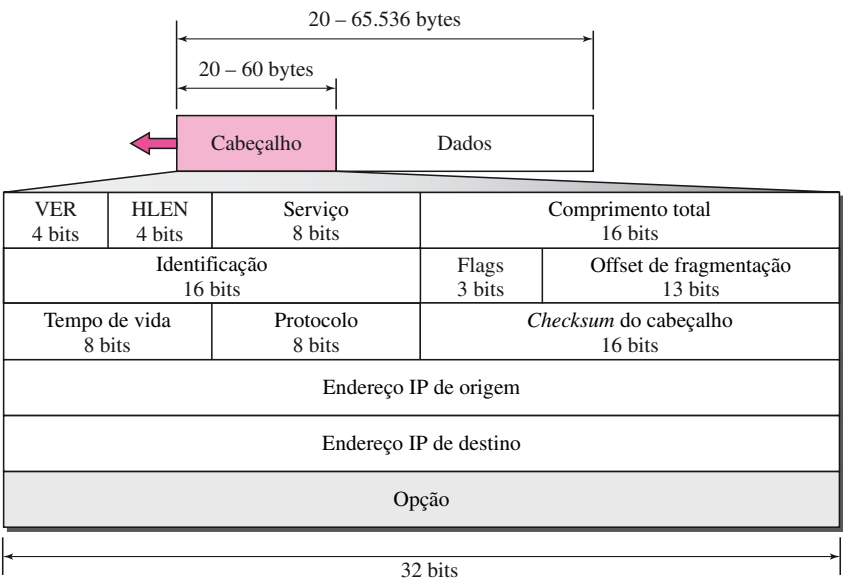 20 – 65.536 bytes
20 – 60 bytes
Cabeçalho
Dados
VER
4 bits
HLEN
4 bits
Serviço
8 bits
Comprimento total
16 bits
Identificação
16 bits
Flags
3 bits
Offset de fragmentação
13 bits
Tempo de vida
8 bits
Protocolo
8 bits
Checksum do cabeçalho
16 bits
Endereço IP de origem
Endereço IP de destino
Opção
32 bits